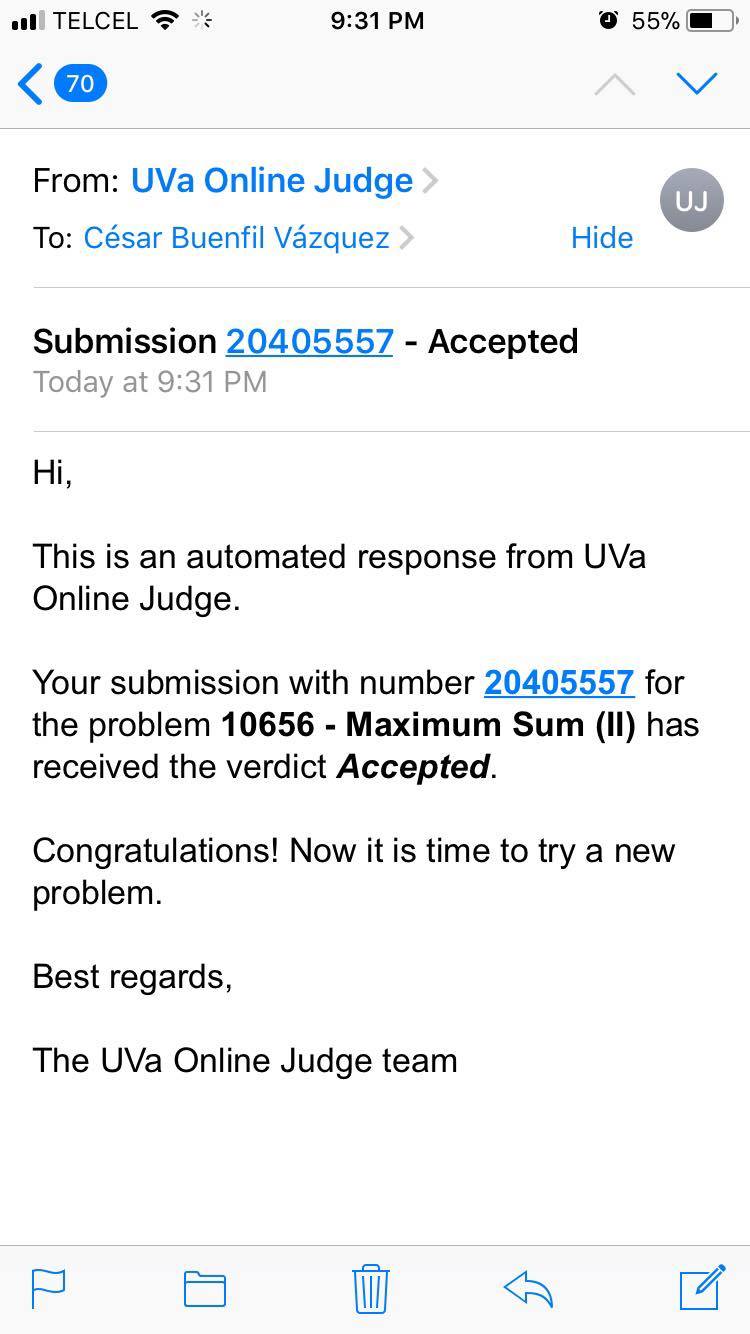 TELCEL 9:31 PM 55%
70
From: UVa Online Judge
UJ
To: César Buenfil Vázquez Hide
Submission 20405557 - Accepted
Today at 9:31 PM
Hi,
This is an automated response from UVa
Online Judge.
Your submission with number 20405557 for
the problem 10656 - Maximum Sum (II) has
received the verdict Accepted.
Congratulations! Now it is time to try a new
problem.
Best regards,
The UVa Online Judge team